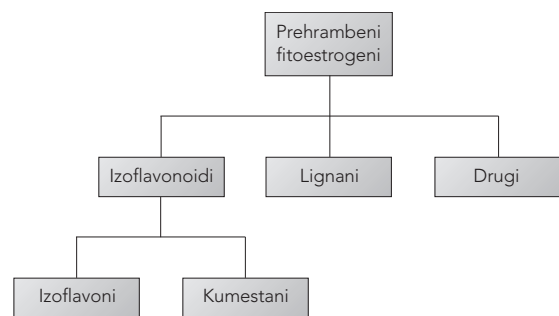 Prehrambeni
fitoestrogeni
Izoflavonoidi
Lignani
Drugi
Izoflavoni
Kumestani